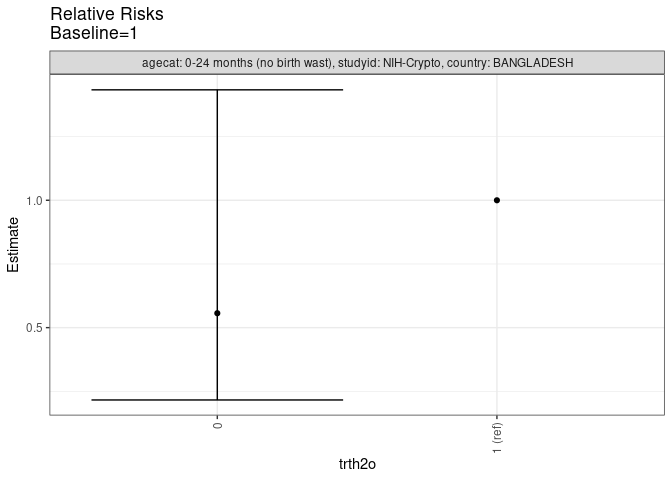 Relative Risks
Baseline=1
agecat: 0-24 months (no birth wast), studyid: NIH-Crypto, country: BANGLADESH
1.0
0.5
Estimate
0
1 (ref)
trth2o